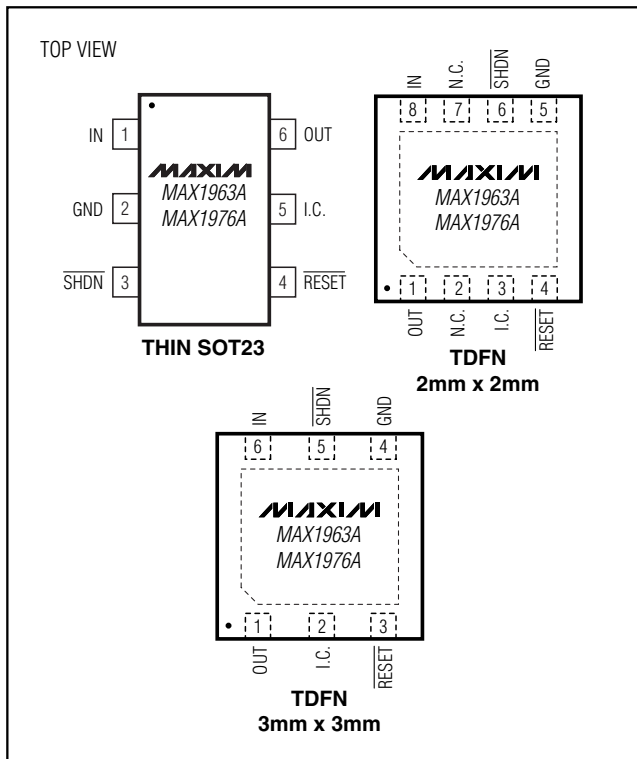 TOP VIEW
IN 1
6 OUT
GND 2
5 I.C.
SHDN 3
4 RESET
MAXIM
MAX1963A
MAX1976A
THIN SOT23
IN N.C. SHDN GND
8 7 6 5
MAXIM
MAX1963A
MAX1976A
1 2 3 4
OUT N.C. I.C. RESET
TDFN
2mm x 2mm
IN SHDN GND
6 5 4
MAXIM
MAX1963A
MAX1976A
1 2 3
OUT I.C. RESET
TDFN
3mm x 3mm